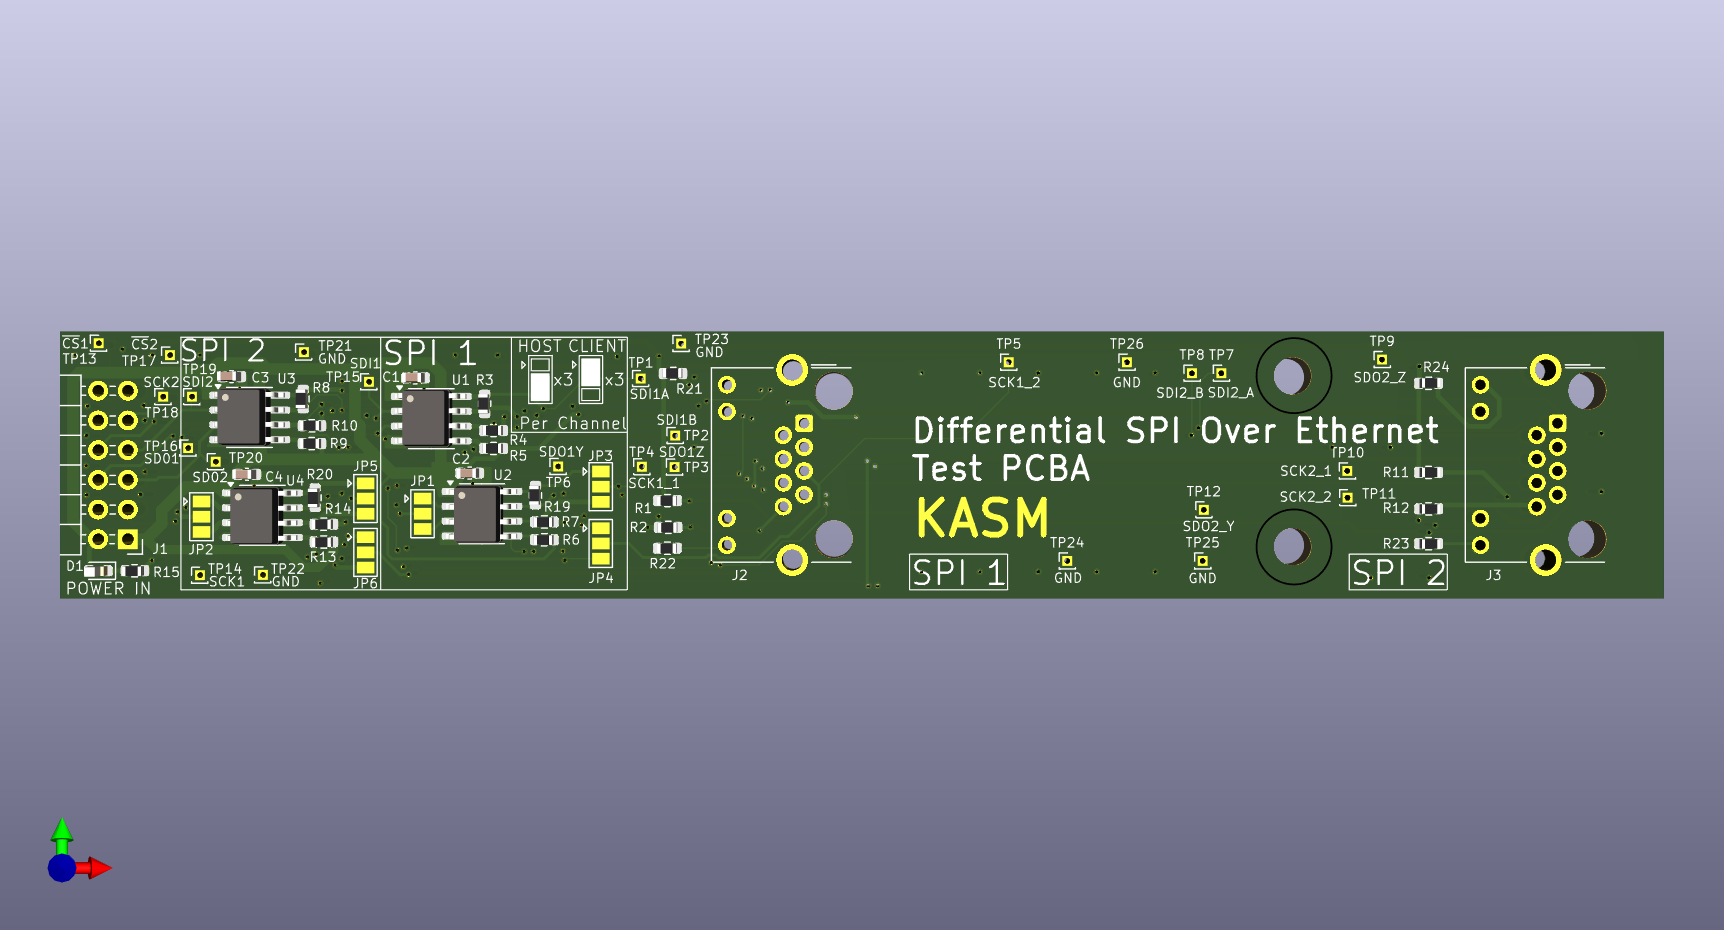 CS1
TP13
CS2
TP17
SPI 2
TP21
GND
SDI1
TP15
SPI 1
HOST CLIENT
x3
x3
Per Channel
TP23
GND
TP1
SDI1A
R21
TP5
SCK1_2
TP26
GND
TP8
SDI2_B
TP7
SDI2_A
TP9
SDO2_Z
R24
SCK2
TP18
TP19
SDI2
C3
U3
R8
R10
R9
C1
U1
R3
R4
R5
TP16
SDO1
TP20
SDO2
C4
U4
R20
R14
R13
JP5
JP6
JP2
JP1
C2
U2
SDO1Y
TP6
R19
R7
R6
JP3
JP4
SDI1B
TP2
TP4
SCK1_1
SDO1Z
TP3
R1
R2
R22
J2
Differential SPI Over Ethernet
Test PCBA
KASM
SPI 1
SCK2_1
TP10
SCK2_2
TP11
R11
R12
R23
TP12
SDO2_Y
TP24
GND
TP25
GND
SPI 2
J3
J1
D1
R15
POWER IN
TP14
SCK1
TP22
GND